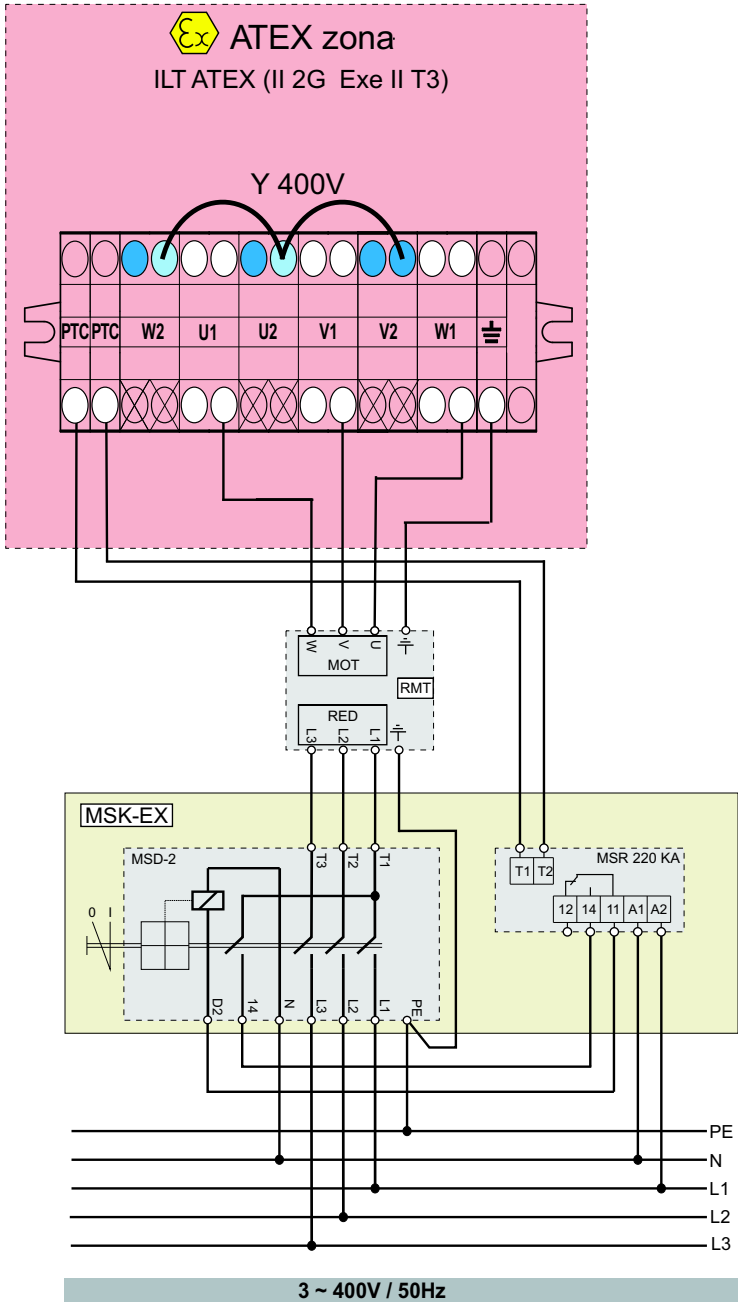 Ex ATEX zona
ILT ATEX (II 2G Exe II T3)
Y 400V
PTC PTC W2 U1 U2 V1 V2 W1
W V U
MOT
RMT
RED
L3 L2 L1
MSK-EX
MSD-2
T3 T2 T1
MSR 220 KA
T1 T2
0 I
12 14 11 A1 A2
D2 14 N L3 L2 L1 PE
PE
N
L1
L2
L3
3 ~ 400V / 50Hz